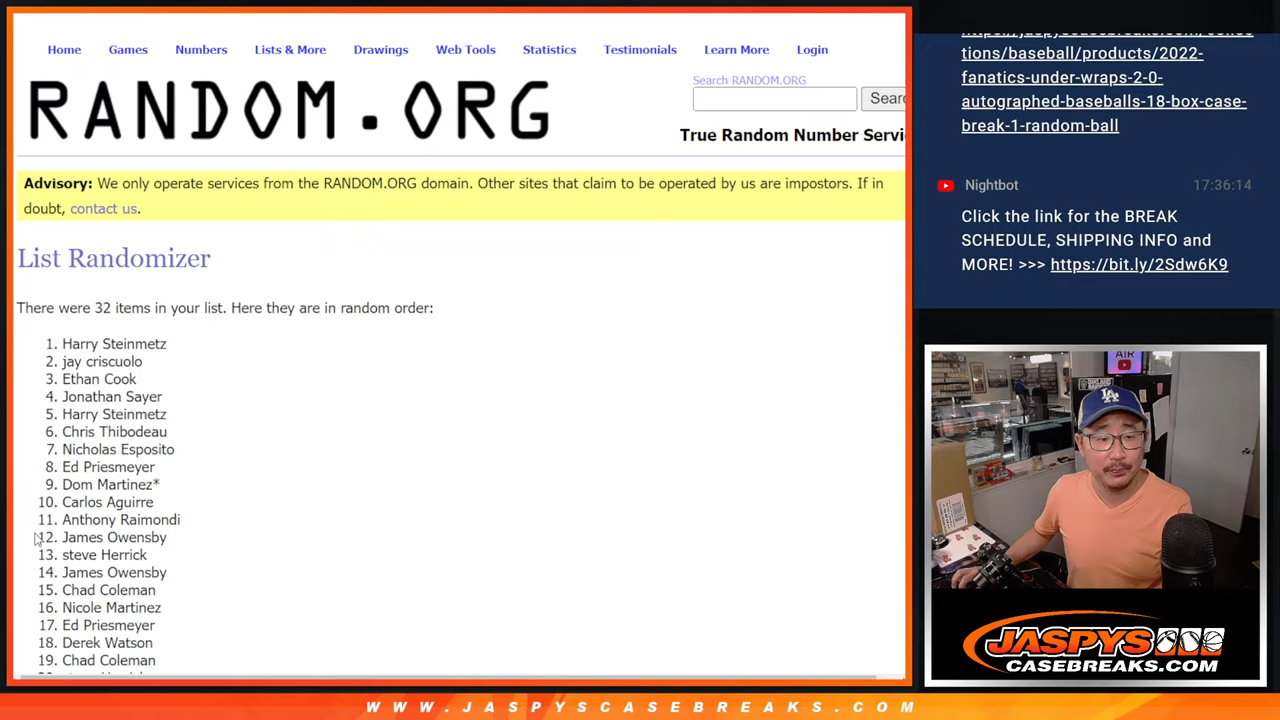 Home Games Numbers Lists & More Drawings Web Tools Statistics Testimonials Learn More Login
RANDOM.ORG
Search RANDOM.ORG
Searc
True Random Number Servi
Advisory: We only operate services from the RANDOM.ORG domain. Other sites that claim to be operated by us are impostors. If in
doubt, contact us.
List Randomizer
There were 32 items in your list. Here they are in random order:
1. Harry Steinmetz
2. jay criscuolo
3. Ethan Cook
4. Jonathan Sayer
5. Harry Steinmetz
6. Chris Thibodeau
7. Nicholas Esposito
8. Ed Priesmeyer
9. Dom Martinez*
10. Carlos Aguirre
11. Anthony Raimondi
12. James Owensby
13. steve Herrick
14. James Owensby
15. Chad Coleman
16. Nicole Martinez
17. Ed Priesmeyer
18. Derek Watson
19. Chad Coleman
https://jaspyscasebreaks.com/collec
tions/baseball/products/2022-
fanatics-under-wraps-2-0-
autographed-baseballs-18-box-case-
break-1-random-ball
Nightbot 17:36:14
Click the link for the BREAK
SCHEDULE, SHIPPING INFO and
MORE! >>> https://bit.ly/2Sdw6K9
AIR
LA
JASPYS
CASEBREAKS.COM
WWW.JASPYSCASEBREAKS.COM